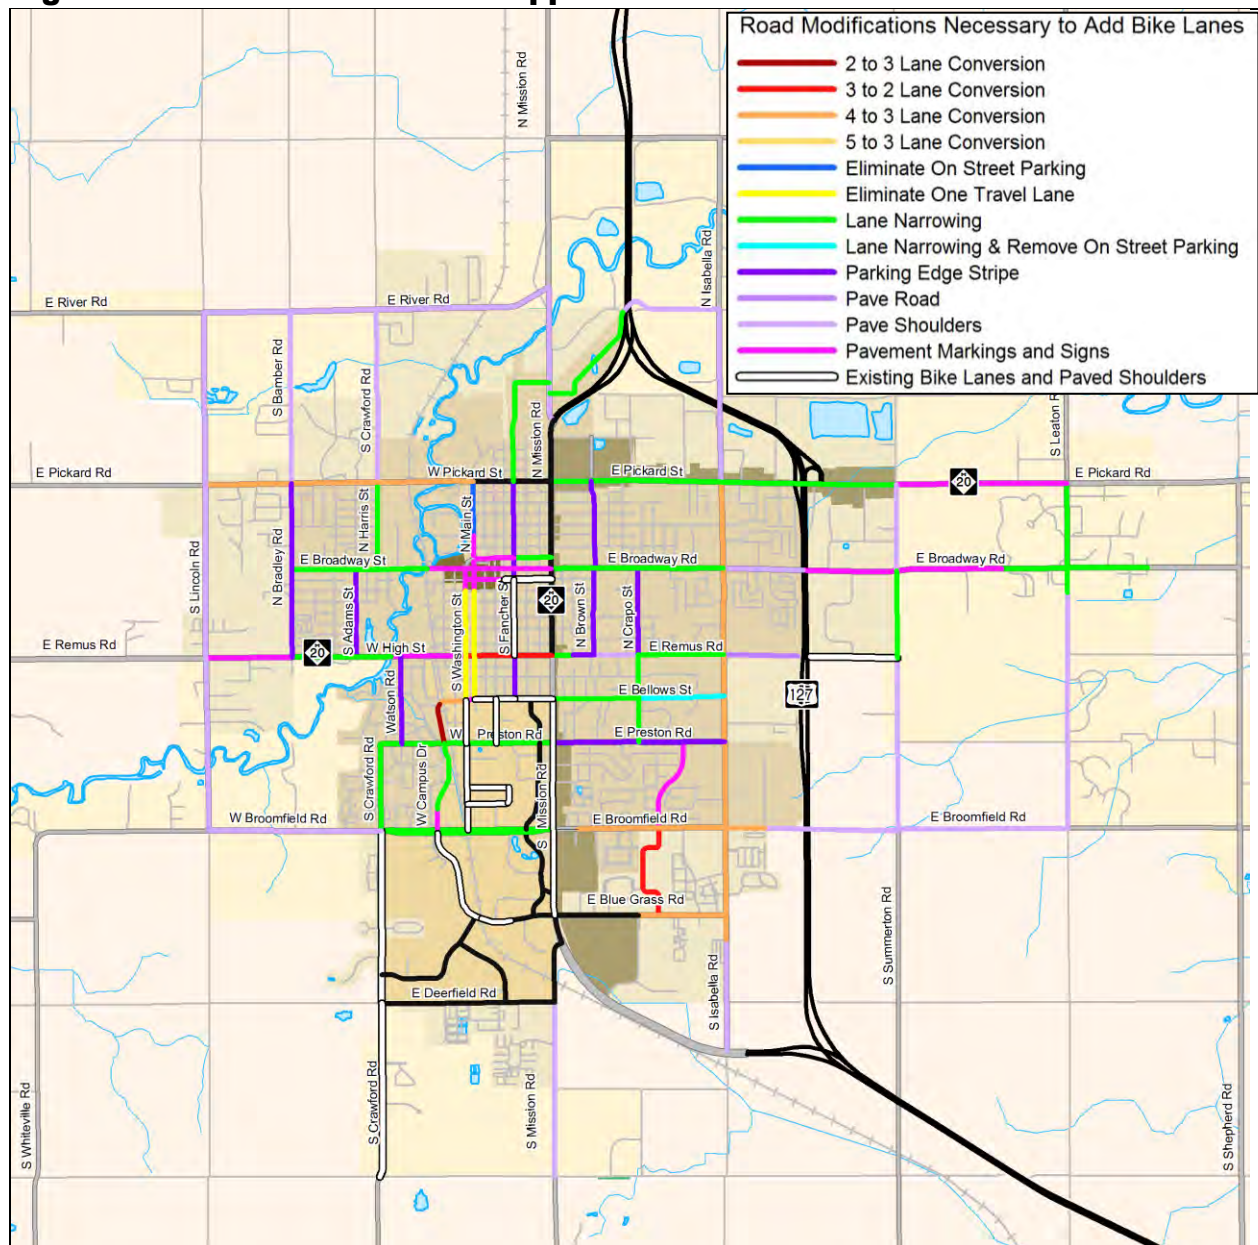 Road Modifications Necessary to Add Bike Lanes
2 to 3 Lane Conversion
3 to 2 Lane Conversion
4 to 3 Lane Conversion
5 to 3 Lane Conversion
Eliminate On Street Parking
Eliminate One Travel Lane
Lane Narrowing
Lane Narrowing & Remove On Street Parking
Parking Edge Stripe
Pave Road
Pave Shoulders
Pavement Markings and Signs
Existing Bike Lanes and Paved Shoulders
N Mission Rd
N Isabella Rd
E River Rd
E River Rd
S Bamber Rd
S Crawford Rd
N Mission Rd
S Leaton R
E Pickard Rd
W Pickard St
E Pickard St
20
E Pickard Rd
N Harris St
N Main St
S Lincoln Rd
N Bradley Rd
E Broadway St
E Broadway Rd
E Broadway Rd
S Adams St
S Washington St
S Fancher S
20
N Brown St
N Crapo St
E Remus Rd
20
W High St
E Remus Rd
Watson Rd
E Bellows St
127
W
Preston Rd
E Preston Rd
S Crawford Rd
W Campus Dr
S Mission Rd
W Broomfield Rd
E Broomfield Rd
E Broomfield Rd
E Blue Grass Rd
S Summerton Rd
E Deerfield Rd
S Isabella Rd
S Whiteville Rd
S Crawford Rd
S Mission Rd
S Shepherd Rd